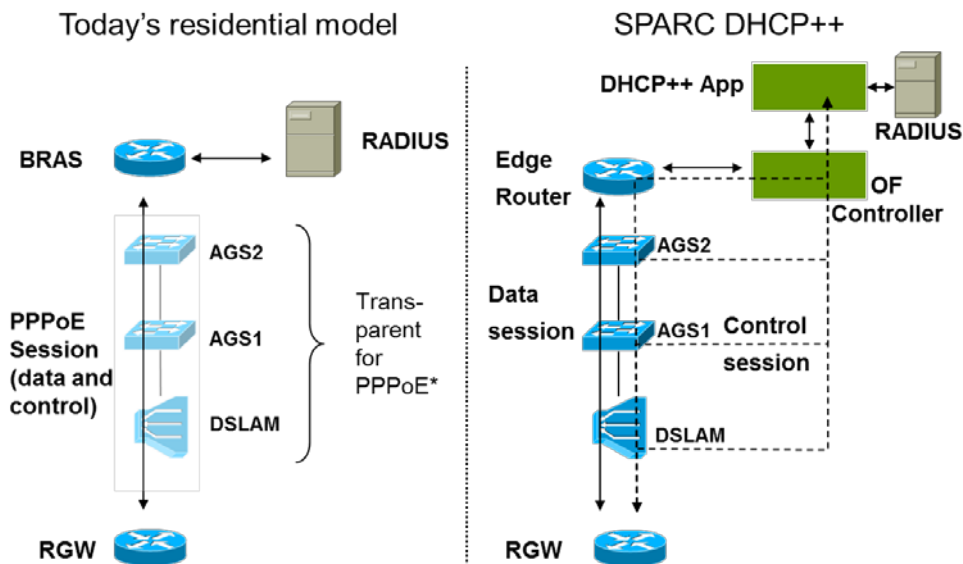 Today's residential model
BRAS
RADIUS
AGS2
AGS1
DSLAM
PPPoE
Session
(data and
control)
Trans-
parent
for
PPPoE*
RGW
SPARC DHCP++
DHCP++ App
RADIUS
Edge
Router
OF
Controller
AGS2
Data
session
AGS1
Control
session
DSLAM
RGW